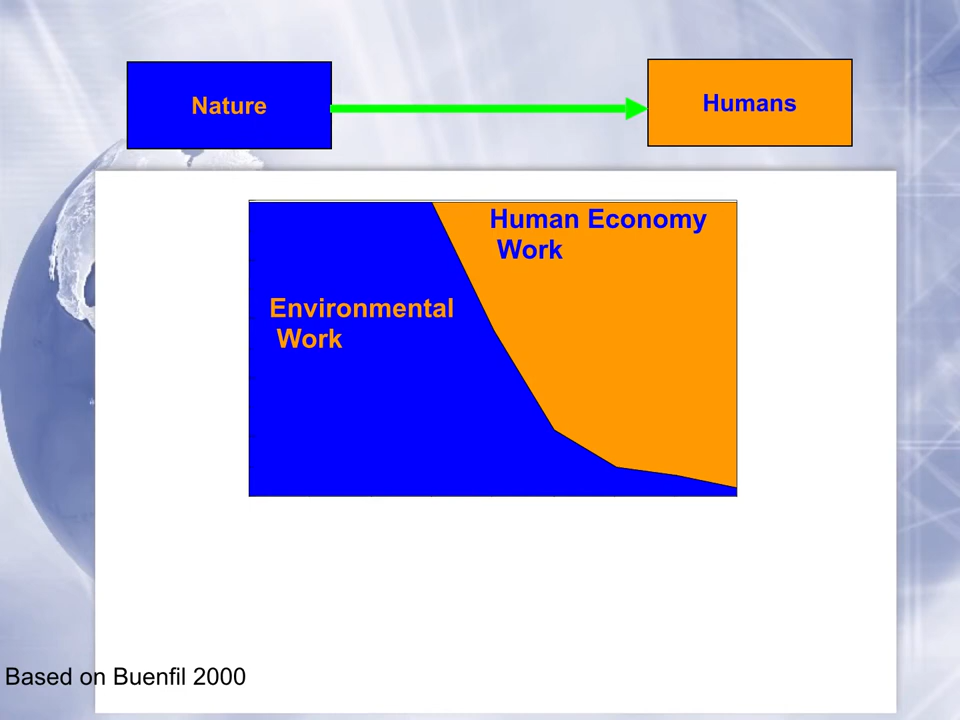 Nature
Humans
Human Economy
Work
Environmental
Work
Based on Buenfil 2000